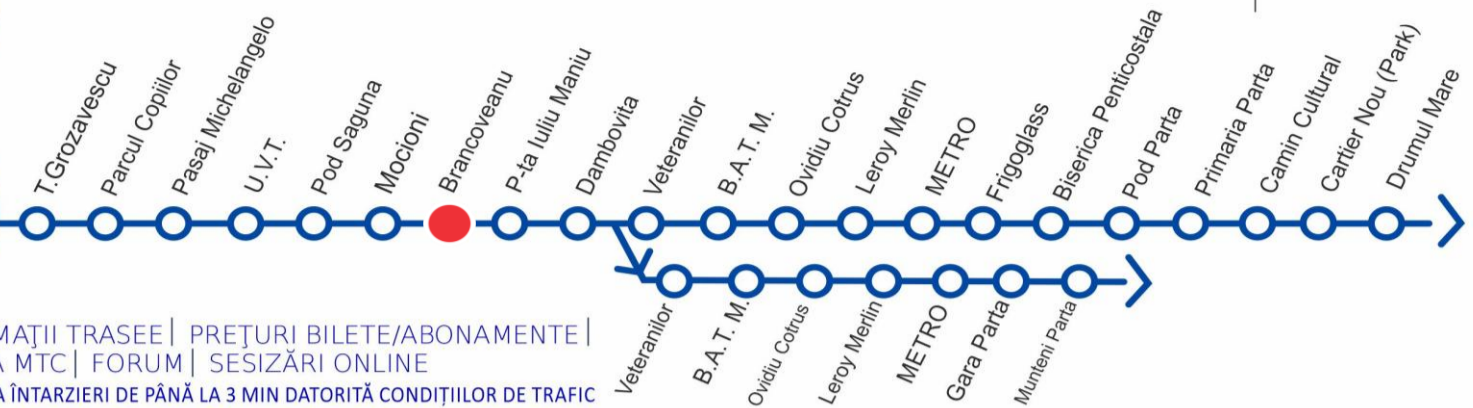 T.Grozavescu
Parcul Copiilor
Pasaj Michelangelo
U.V.T.
Pod Saguna
Mocioni
Brancoveanu
P-ta Iuliu Maniu
Dambovita
Veteranilor
B.A.T. M.
Ovidiu Cotrus
Leroy Merlin
METRO
Frigoglass
Biserica Penticostala
Pod Parta
Primaria Parta
Camin Cultural
Cartier Nou (Park)
Drumul Mare
Veteranilor
B.A.T. M.
Ovidiu Cotrus
Leroy Merlin
METRO
Gara Parta
Munteni Parta
MAŢII TRASEE| PREŢURI BILETE/ABONAMENTE|
A MTC| FORUM| SESIZĂRI ONLINE
A ÎNTARZIERI DE PÂNĂ LA 3 MIN DATORITĂ CONDIȚIILOR DE TRAFIC